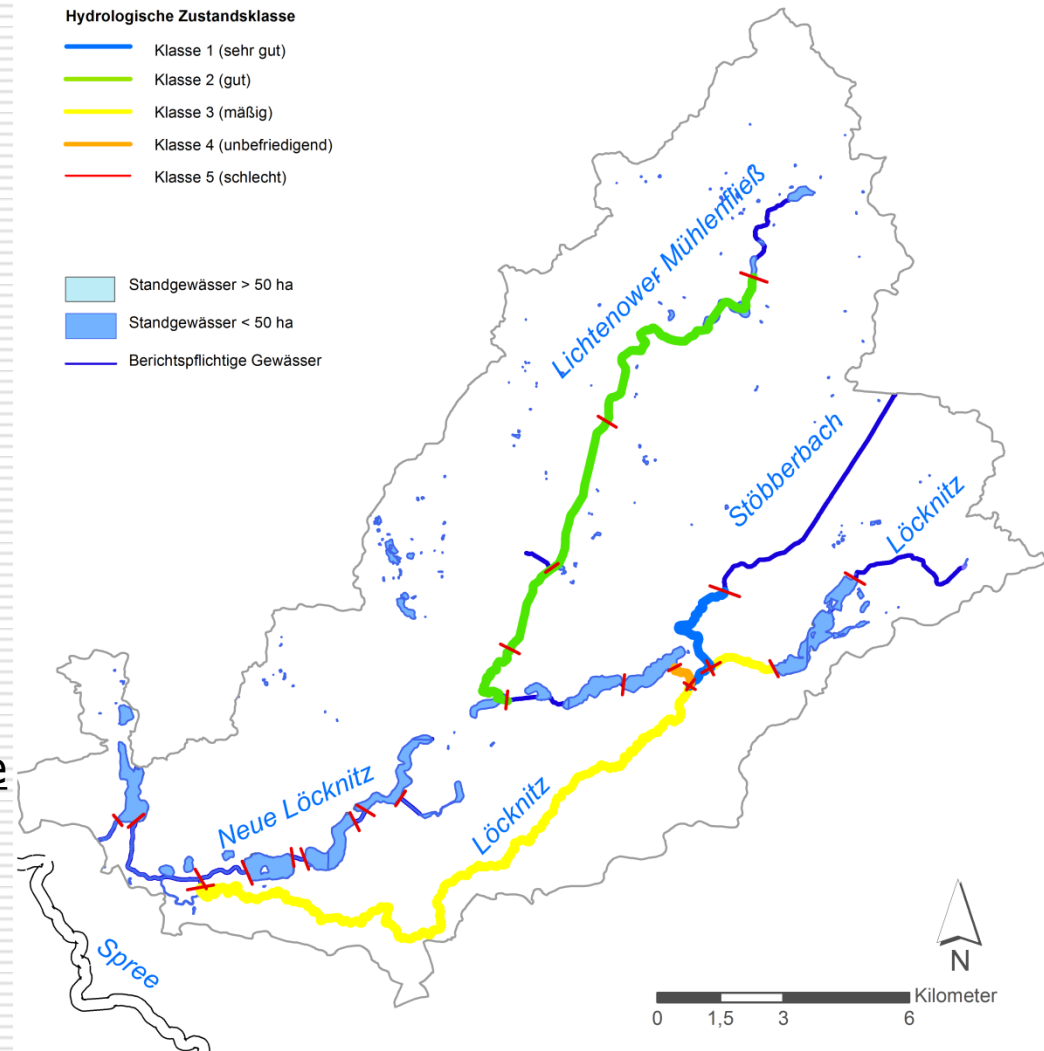 Hydrologische Zustandsklasse
Klasse 1 (sehr gut)
Klasse 2 (gut)
Klasse 3 (mäßig)
Klasse 4 (unbefriedigend)
Klasse 5 (schlecht)
Standgewässer > 50 ha
Standgewässer < 50 ha
Berichtspflichtige Gewässer
Lichtenower Mühlenfließ
Stöbberbach
Löcknitz
Neue Löcknitz
Löcknitz
Spree
N
Kilometer
0 1,5 3 6